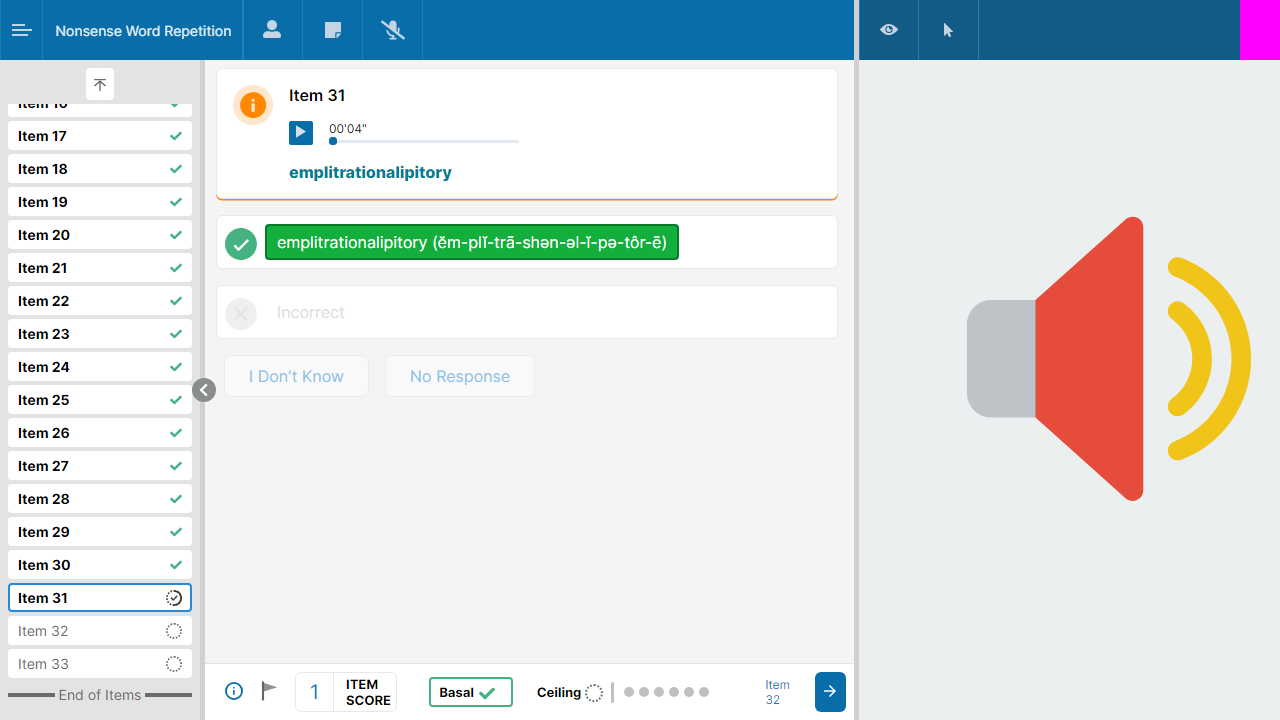 Nonsense Word Repetition
Item 16
Item 17
Item 18
Item 19
Item 20
Item 21
Item 22
Item 23
Item 24
Item 25
Item 26
Item 27
Item 28
Item 29
Item 30
Item 31
Item 32
Item 33
End of Items
Item 31
00'04"
emplitrationalipitory
emplitrationalipitory (ĕm-plĭ-trā-shən-əl-ĭ-pə-tôr-ē)
Incorrect
I Don't Know
No Response
1
ITEM
SCORE
Basal
Ceiling
Item
32